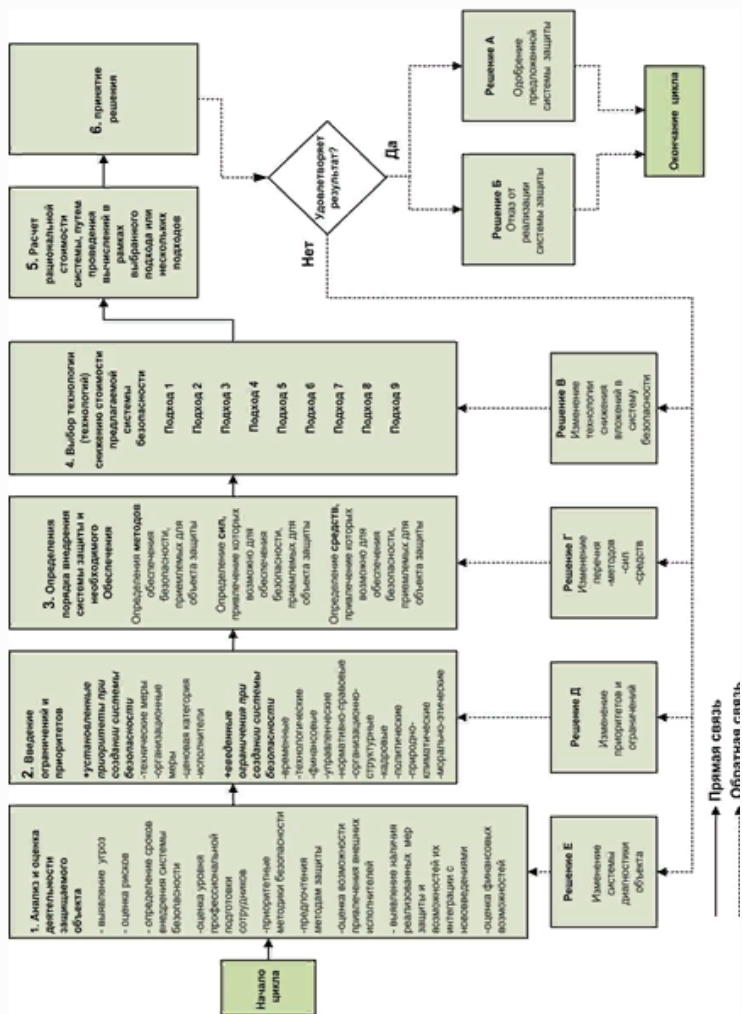 Начало
цикла
1. Анализ и оценка
деятельности
защищаемого
объекта
- выявление угроз
- оценка рисков
- определение сроков
внедрения системы
безопасности
-оценка уровня
профессиональной
подготовки
сотрудников
-приоритетные
методики безопасности
-предпочтения
методам защиты
-оценка возможности
привлечения внешних
исполнителей
- выявление наличия
реализованных мер
защиты и
возможностей их
интеграции с
нововведениями
-оценка финансовых
возможностей
2. Введение
ограничений и
приоритетов
+установленные
приоритеты при
создании системы
безопасности
-технические меры
-организационные
меры
-ценовая категория
-исполнители
+введенные
ограничения при
создании системы
безопасности
-временные
-технологические
-финансовые
-управленческие
-нормативно-правовые
-организационно-
структурные
-кадровые
-политические
-природно-
климатические
-морально-этические
3. Определения
порядка внедрения
системы защиты и
необходимого
Обеспечения
Определения методов
обеспечения
безопасности,
приемлемых для
объекта защиты
Определение сил,
привлечение которых
возможно для
обеспечения
безопасности,
приемлемых для
объекта защиты
Определения средств,
привлечение которых
возможно для
обеспечения
безопасности,
приемлемых для
объекта защиты
4. Выбор технологии
(технологий)
снижению стоимости
предлагаемой
системы
безопасности
Подход 1
Подход 2
Подход 3
Подход 4
Подход 5
Подход 6
Подход 7
Подход 8
Подход 9
5. Расчет
рациональной
стоимости
системы, путем
проведения
вычислений в
рамках
выбранного
подхода или
нескольких
подходов
6. принятие
решения
Удовлетворяет
результат?
Нет
Да
Решение А
Одобрение
предложенной
системы защиты
Решение Б
Отказ от
реализации
системы защиты
Окончание цикла
Решение Е
Изменение
системы
диагностики
объекта
Решение Д
Изменение
приоритетов и
ограничений
Решение Г
Изменение
перечня
-методов
-сил
-средств
Решение В
Изменение
технологии
снижения
вложений в
систему
безопасности
Прямая связь
Обратная связь